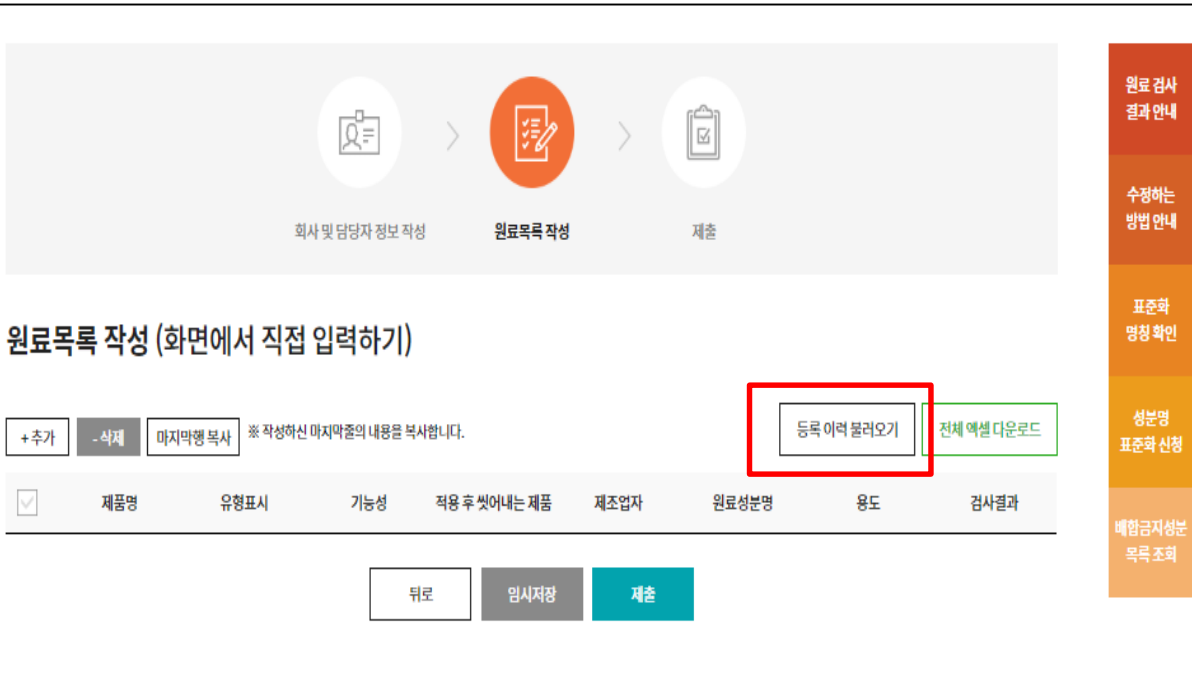 회사 및 담당자 정보 작성
원료목록 작성
제출
원료목록 작성 (화면에서 직접 입력하기)
+ 추가
- 삭제
마지막행 복사
※ 작성하신 마지막줄의 내용을 복사합니다.
등록 이력 불러오기
전체 엑셀 다운로드
제품명
유형표시
기능성
적용 후 씻어내는 제품
제조업자
원료성분명
용도
검사결과
뒤로
임시저장
제출
원료 검사
결과 안내
수정하는
방법 안내
표준화
명칭 확인
성분명
표준화 신청
배합금지성분
목록 조회